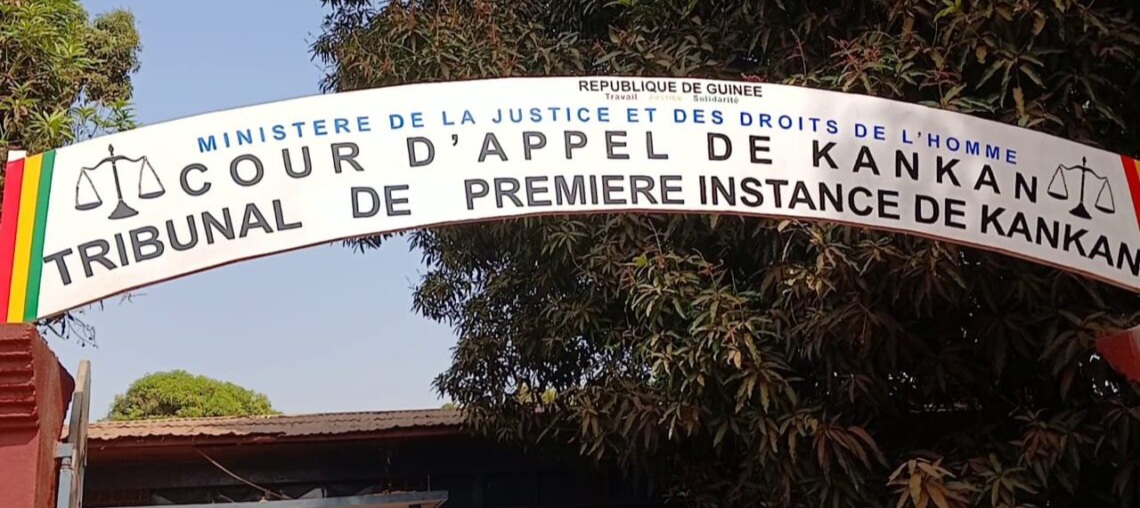 REPUBLIQUE DE GUINEE
Travail Justice Solidarité
MINISTERE DE LA JUSTICE ET DES DROITS DE L'HOMME
COUR D'APPEL DE KANKAN
TRIBUNAL DE PREMIERE INSTANCE DE KANKAN